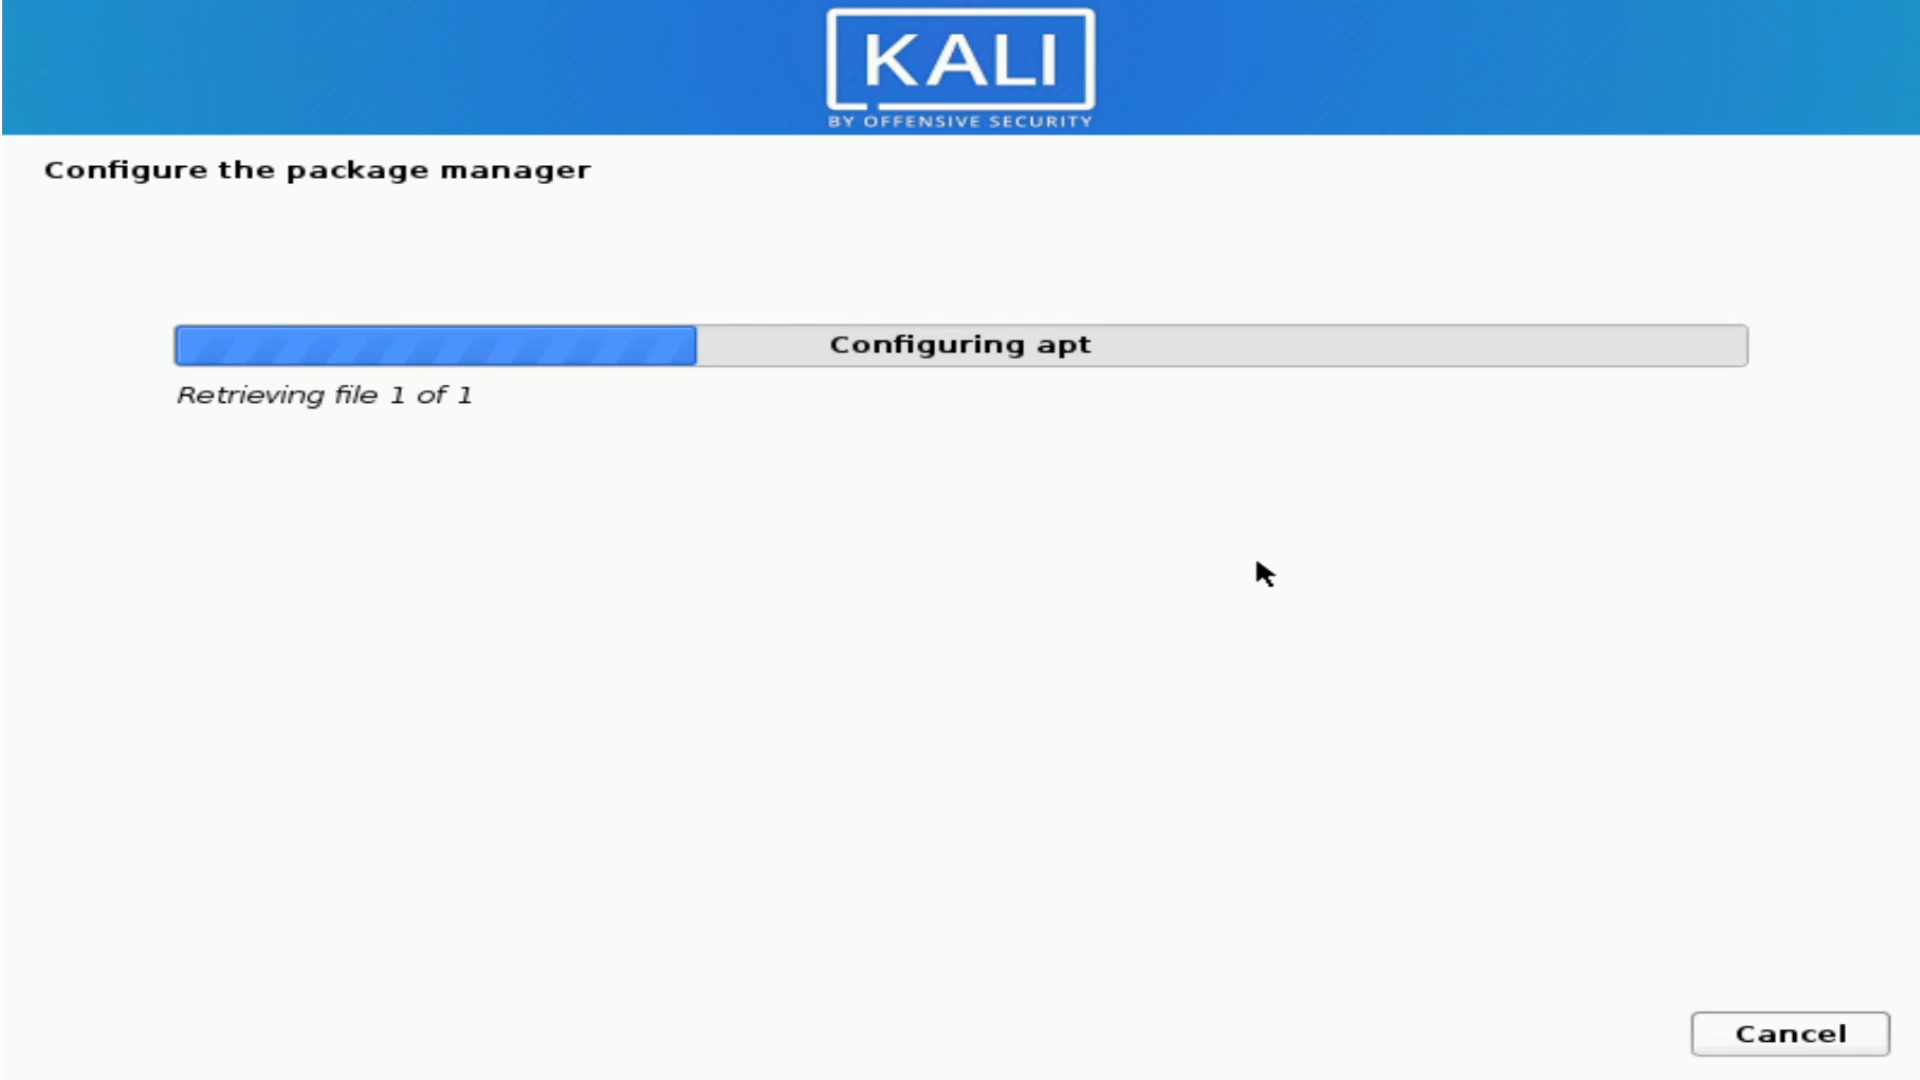 KALI
BY OFFENSIVE SECURITY
Configure the package manager
Configuring apt
Retrieving file 1 of 1
Cancel